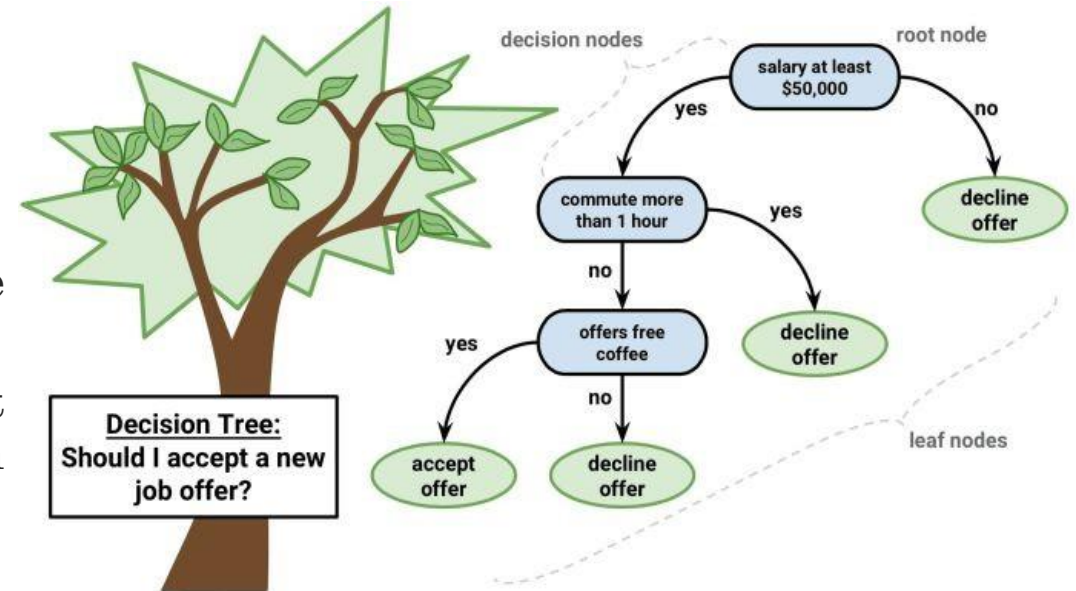 decision nodes
root node
salary at least
$50,000
yes
no
commute more
than 1 hour
yes
decline
offer
no
offers free
coffee
decline
offer
yes
no
leaf nodes
accept
offer
decline
offer
Decision Tree:
Should I accept a new
job offer?
e
t